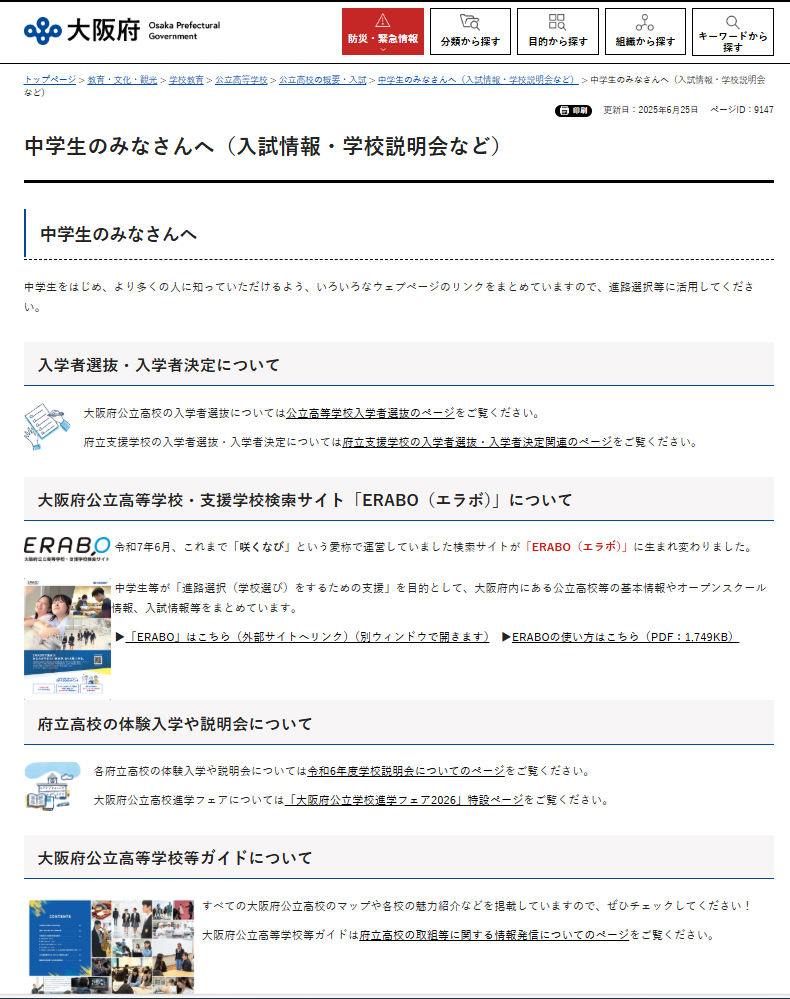 大阪府 Osaka Prefectural Government
防災・緊急情報
分類から探す
目的から探す
組織から探す
キーワードから探す
トップページ > 教育・文化・観光 > 学校教育 > 公立高等学校 > 公立高校の概要・入試 > 中学生のみなさんへ（入試情報・学校説明会など） > 中学生のみなさんへ（入試情報・学校説明会
など）
印刷 更新日：2025年6月25日 ページID：9147
中学生のみなさんへ（入試情報・学校説明会など）
中学生のみなさんへ
中学生をはじめ、より多くの人に知っていただけるよう、いろいろなウェブページのリンクをまとめていますので、進路選択等に活用してくださ
い。
入学者選抜・入学者決定について
大阪府公立高校の入学者選抜については公立高等学校入学者選抜のページをご覧ください。
府立支援学校の入学者選抜・入学者決定については府立支援学校の入学者選抜・入学者決定関連のページをご覧ください。
大阪府公立高等学校・支援学校検索サイト「ERABO（エラボ）」について
ERABO
大阪府公立高等学校・支援学校検索サイト
令和7年6月、これまで「咲くなび」という愛称で運営していました検索サイトが「ERABO（エラボ）」に生まれ変わりました。
中学生等が「進路選択（学校選び）をするための支援」を目的として、大阪府内にある公立高校等の基本情報やオープンスクール
情報、入試情報等をまとめています。
▶「ERABO」はこちら（外部サイトへリンク）（別ウィンドウで開きます） ▶ERABOの使い方はこちら（PDF：1,749KB）
府立高校の体験入学や説明会について
各府立高校の体験入学や説明会については令和6年度学校説明会についてのページをご覧ください。
大阪府公立高校進学フェアについては「大阪府公立学校進学フェア2026」特設ページをご覧ください。
大阪府公立高等学校等ガイドについて
CONTENTS
すべての大阪府公立高校のマップや各校の魅力紹介などを掲載していますので、ぜひチェックしてください！
大阪府公立高等学校等ガイドは府立高校の取組等に関する情報発信についてのページをご覧ください。